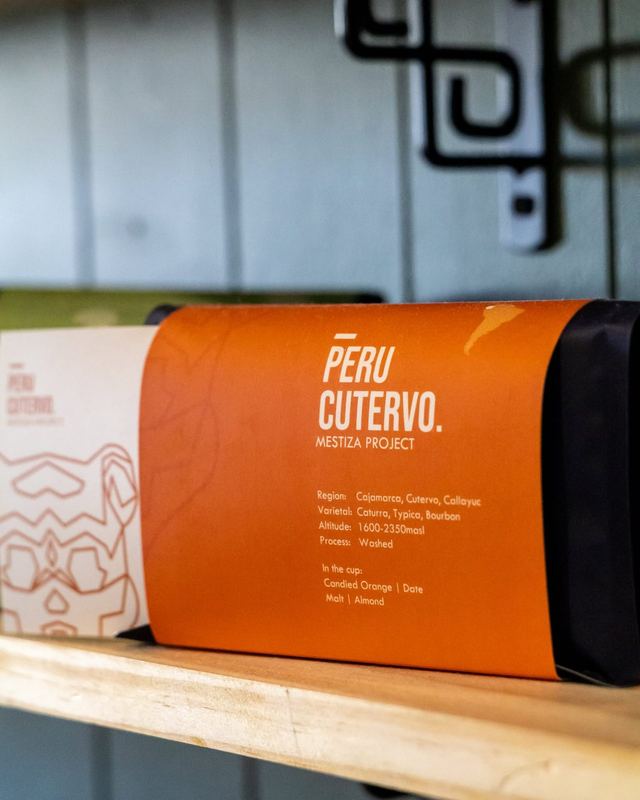 PERU
CUTERVO.
MESTIZA PROJECT
Region: Cajamarca, Cutervo, Callayuc
Varietal: Caturra, Typica, Bourbon
Altitude: 1600-2350masl
Process: Washed
In the cup:
Candied Orange | Date
Malt | Almond
PERU
CUTERVO.